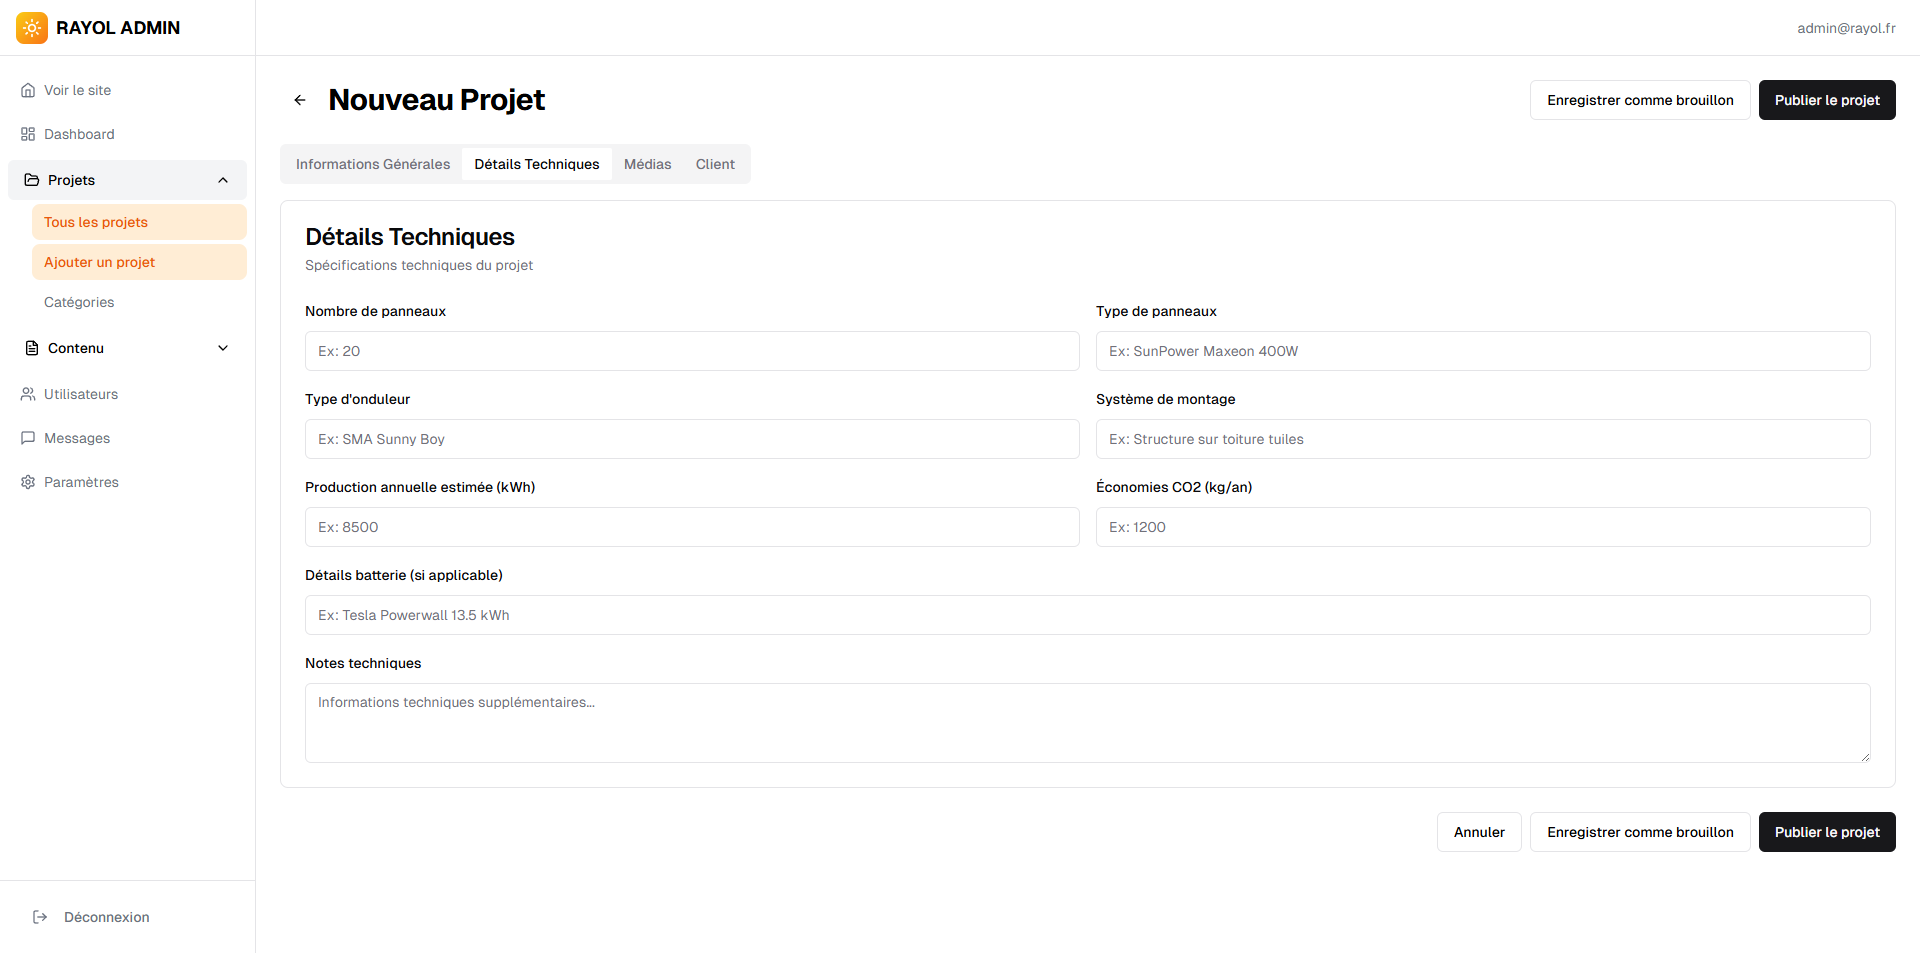 RAYOL ADMIN
admin@rayol.fr
Voir le site
Dashboard
Projets
Tous les projets
Ajouter un projet
Catégories
Contenu
Utilisateurs
Messages
Paramètres
Déconnexion
Nouveau Projet
Enregistrer comme brouillon
Publier le projet
Informations Générales
Détails Techniques
Médias
Client
Détails Techniques
Spécifications techniques du projet
Nombre de panneaux
Ex: 20
Type de panneaux
Ex: SunPower Maxeon 400W
Type d'onduleur
Ex: SMA Sunny Boy
Système de montage
Ex: Structure sur toiture tuiles
Production annuelle estimée (kWh)
Ex: 8500
Économies CO2 (kg/an)
Ex: 1200
Détails batterie (si applicable)
Ex: Tesla Powerwall 13.5 kWh
Notes techniques
Informations techniques supplémentaires...
Annuler
Enregistrer comme brouillon
Publier le projet